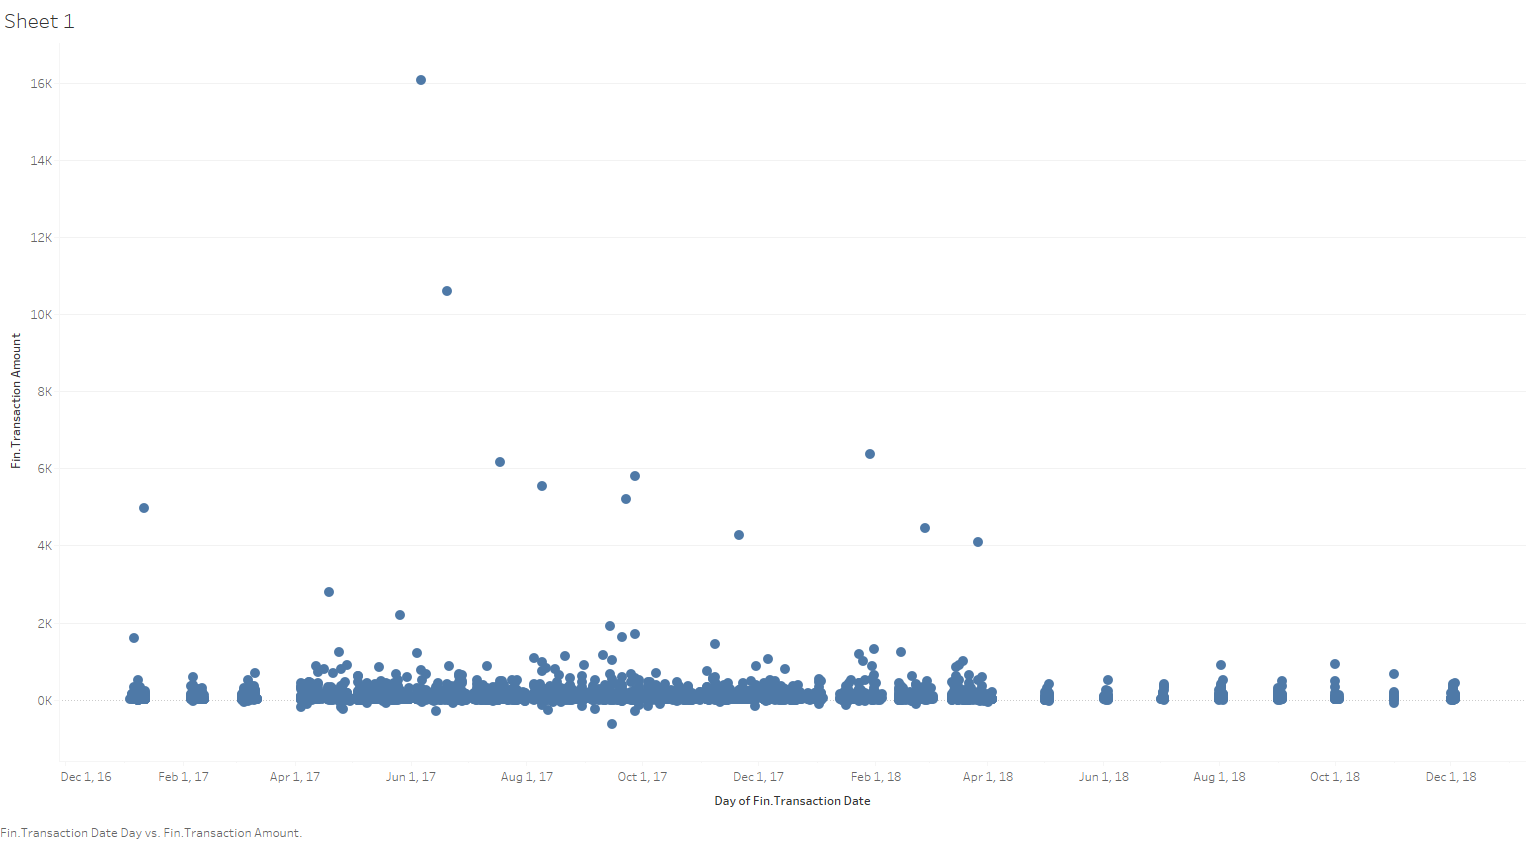 Sheet 1
16K
14K
12K
10K
8K
6K
4K
2K
0K
Fin.Transaction Amount
Dec 1, 16 Feb 1, 17 Apr 1, 17 Jun 1, 17 Aug 1, 17 Oct 1, 17 Dec 1, 17 Feb 1, 18 Apr 1, 18 Jun 1, 18 Aug 1, 18 Oct 1, 18 Dec 1, 18
Day of Fin.Transaction Date
Fin.Transaction Date Day vs. Fin.Transaction Amount.